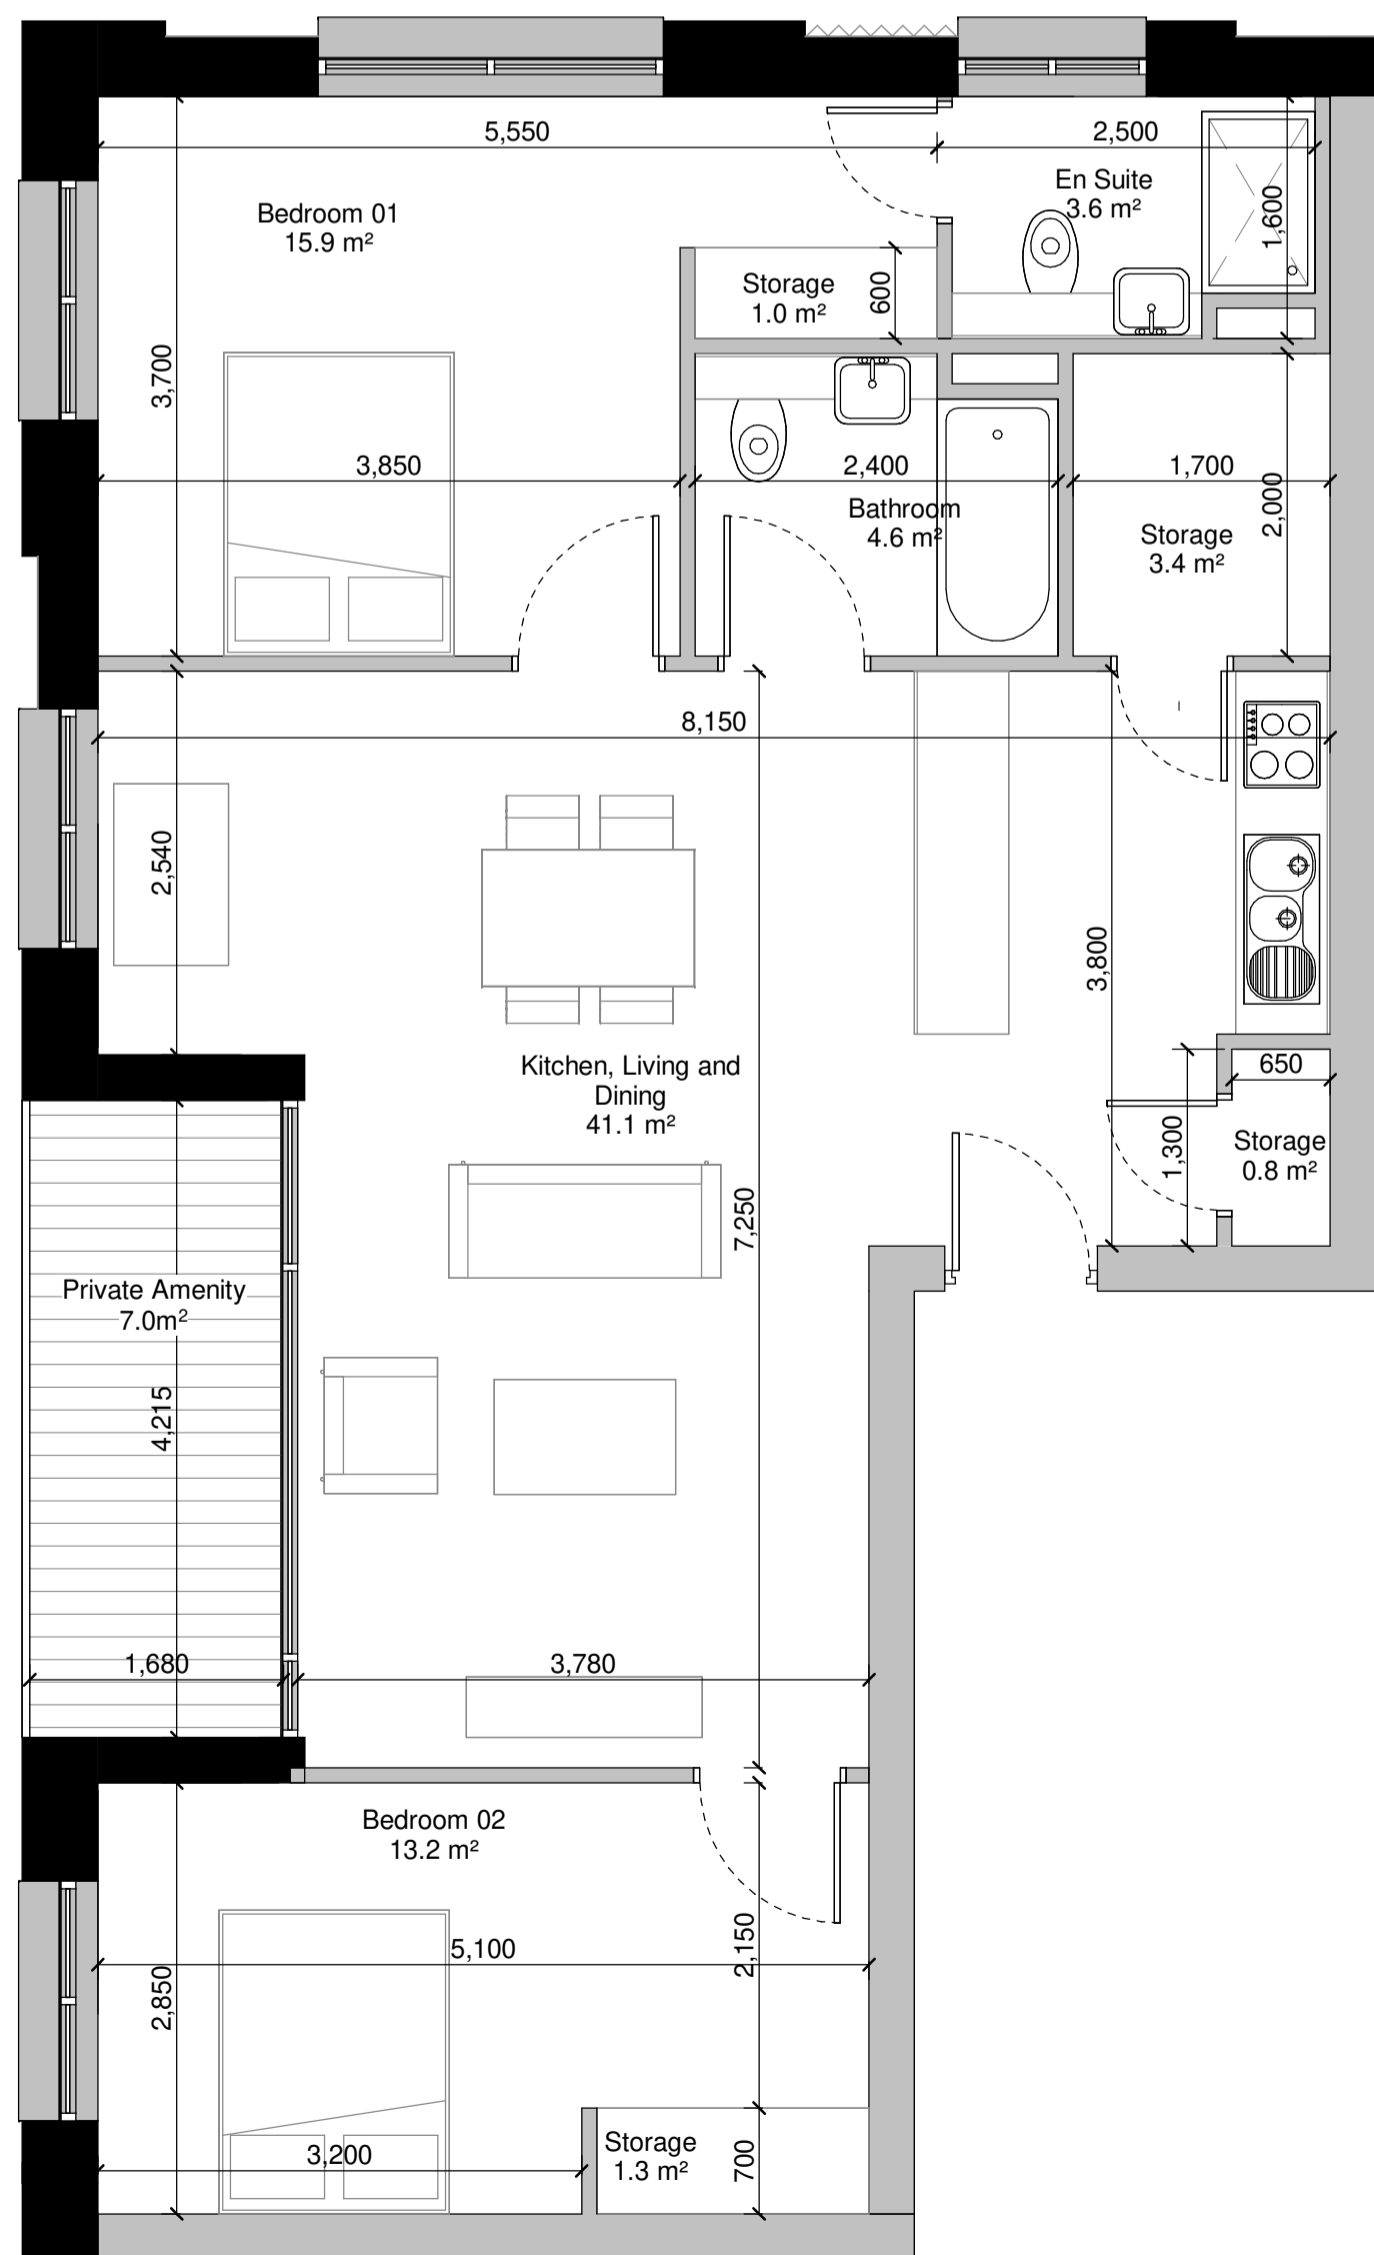 5,550
2,500
En Suite
3.6 m²
Bedroom 01
15.9 m²
1,600
Storage
1.0 m²
600
3,700
3,850
2,400
1,700
Bathroom
4.6 m²
2,000
Storage
3.4 m²
8,150
2,540
3,800
Kitchen, Living and
Dining
41.1 m²
650
1,300
Storage
0.8 m²
7,250
Private Amenity
7.0m²
4,215
1,680
3,780
Bedroom 02
13.2 m²
2,150
5,100
2,850
3,200
Storage
1.3 m²
700